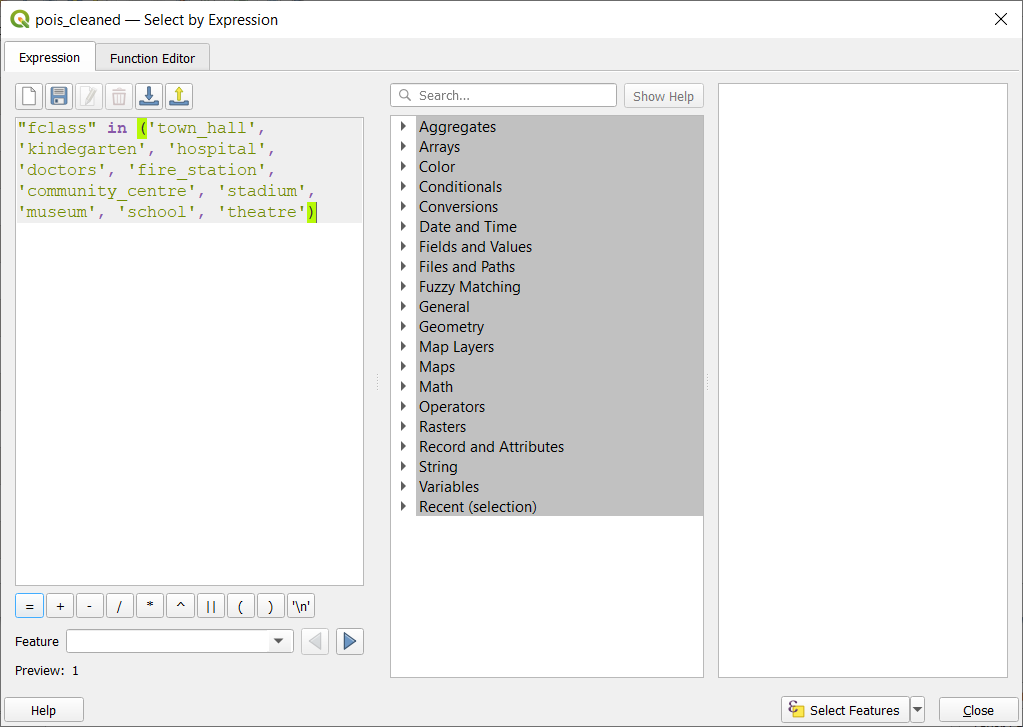 pois_cleaned — Select by Expression
Expression
Function Editor
Search...
Show Help
"fclass" in ('town_hall',
'kindegarten', 'hospital',
'doctors', 'fire_station',
'community_centre', 'stadium',
'museum', 'school', 'theatre')
Aggregates
Arrays
Color
Conditionals
Conversions
Date and Time
Fields and Values
Files and Paths
Fuzzy Matching
General
Geometry
Map Layers
Maps
Math
Operators
Rasters
Record and Attributes
String
Variables
Recent (selection)
= + - / * ^ || ( ) '\n'
Feature
Preview: 1
Help
Select Features
Close